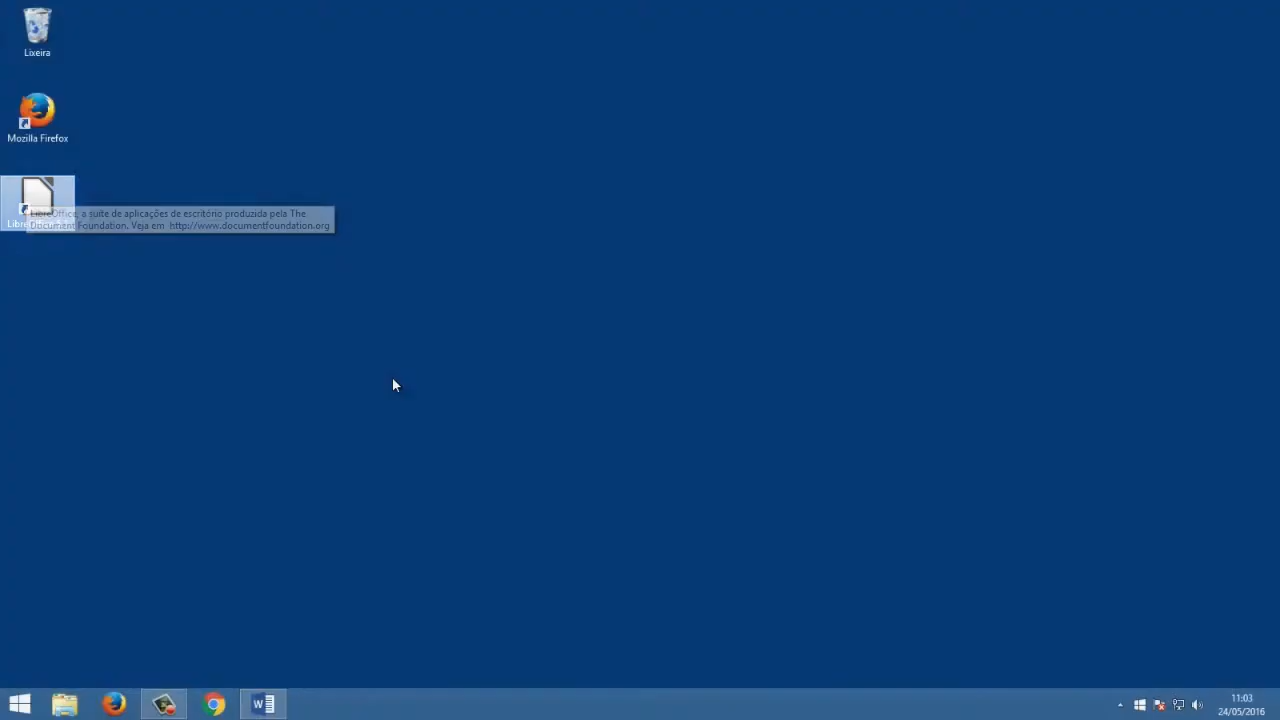 Lixeira
Mozilla Firefox
LibreOffice, a suíte de aplicações de escritório produzida pela The
Document Foundation. Veja em http://www.documentfoundation.org
11:03
24/05/2016